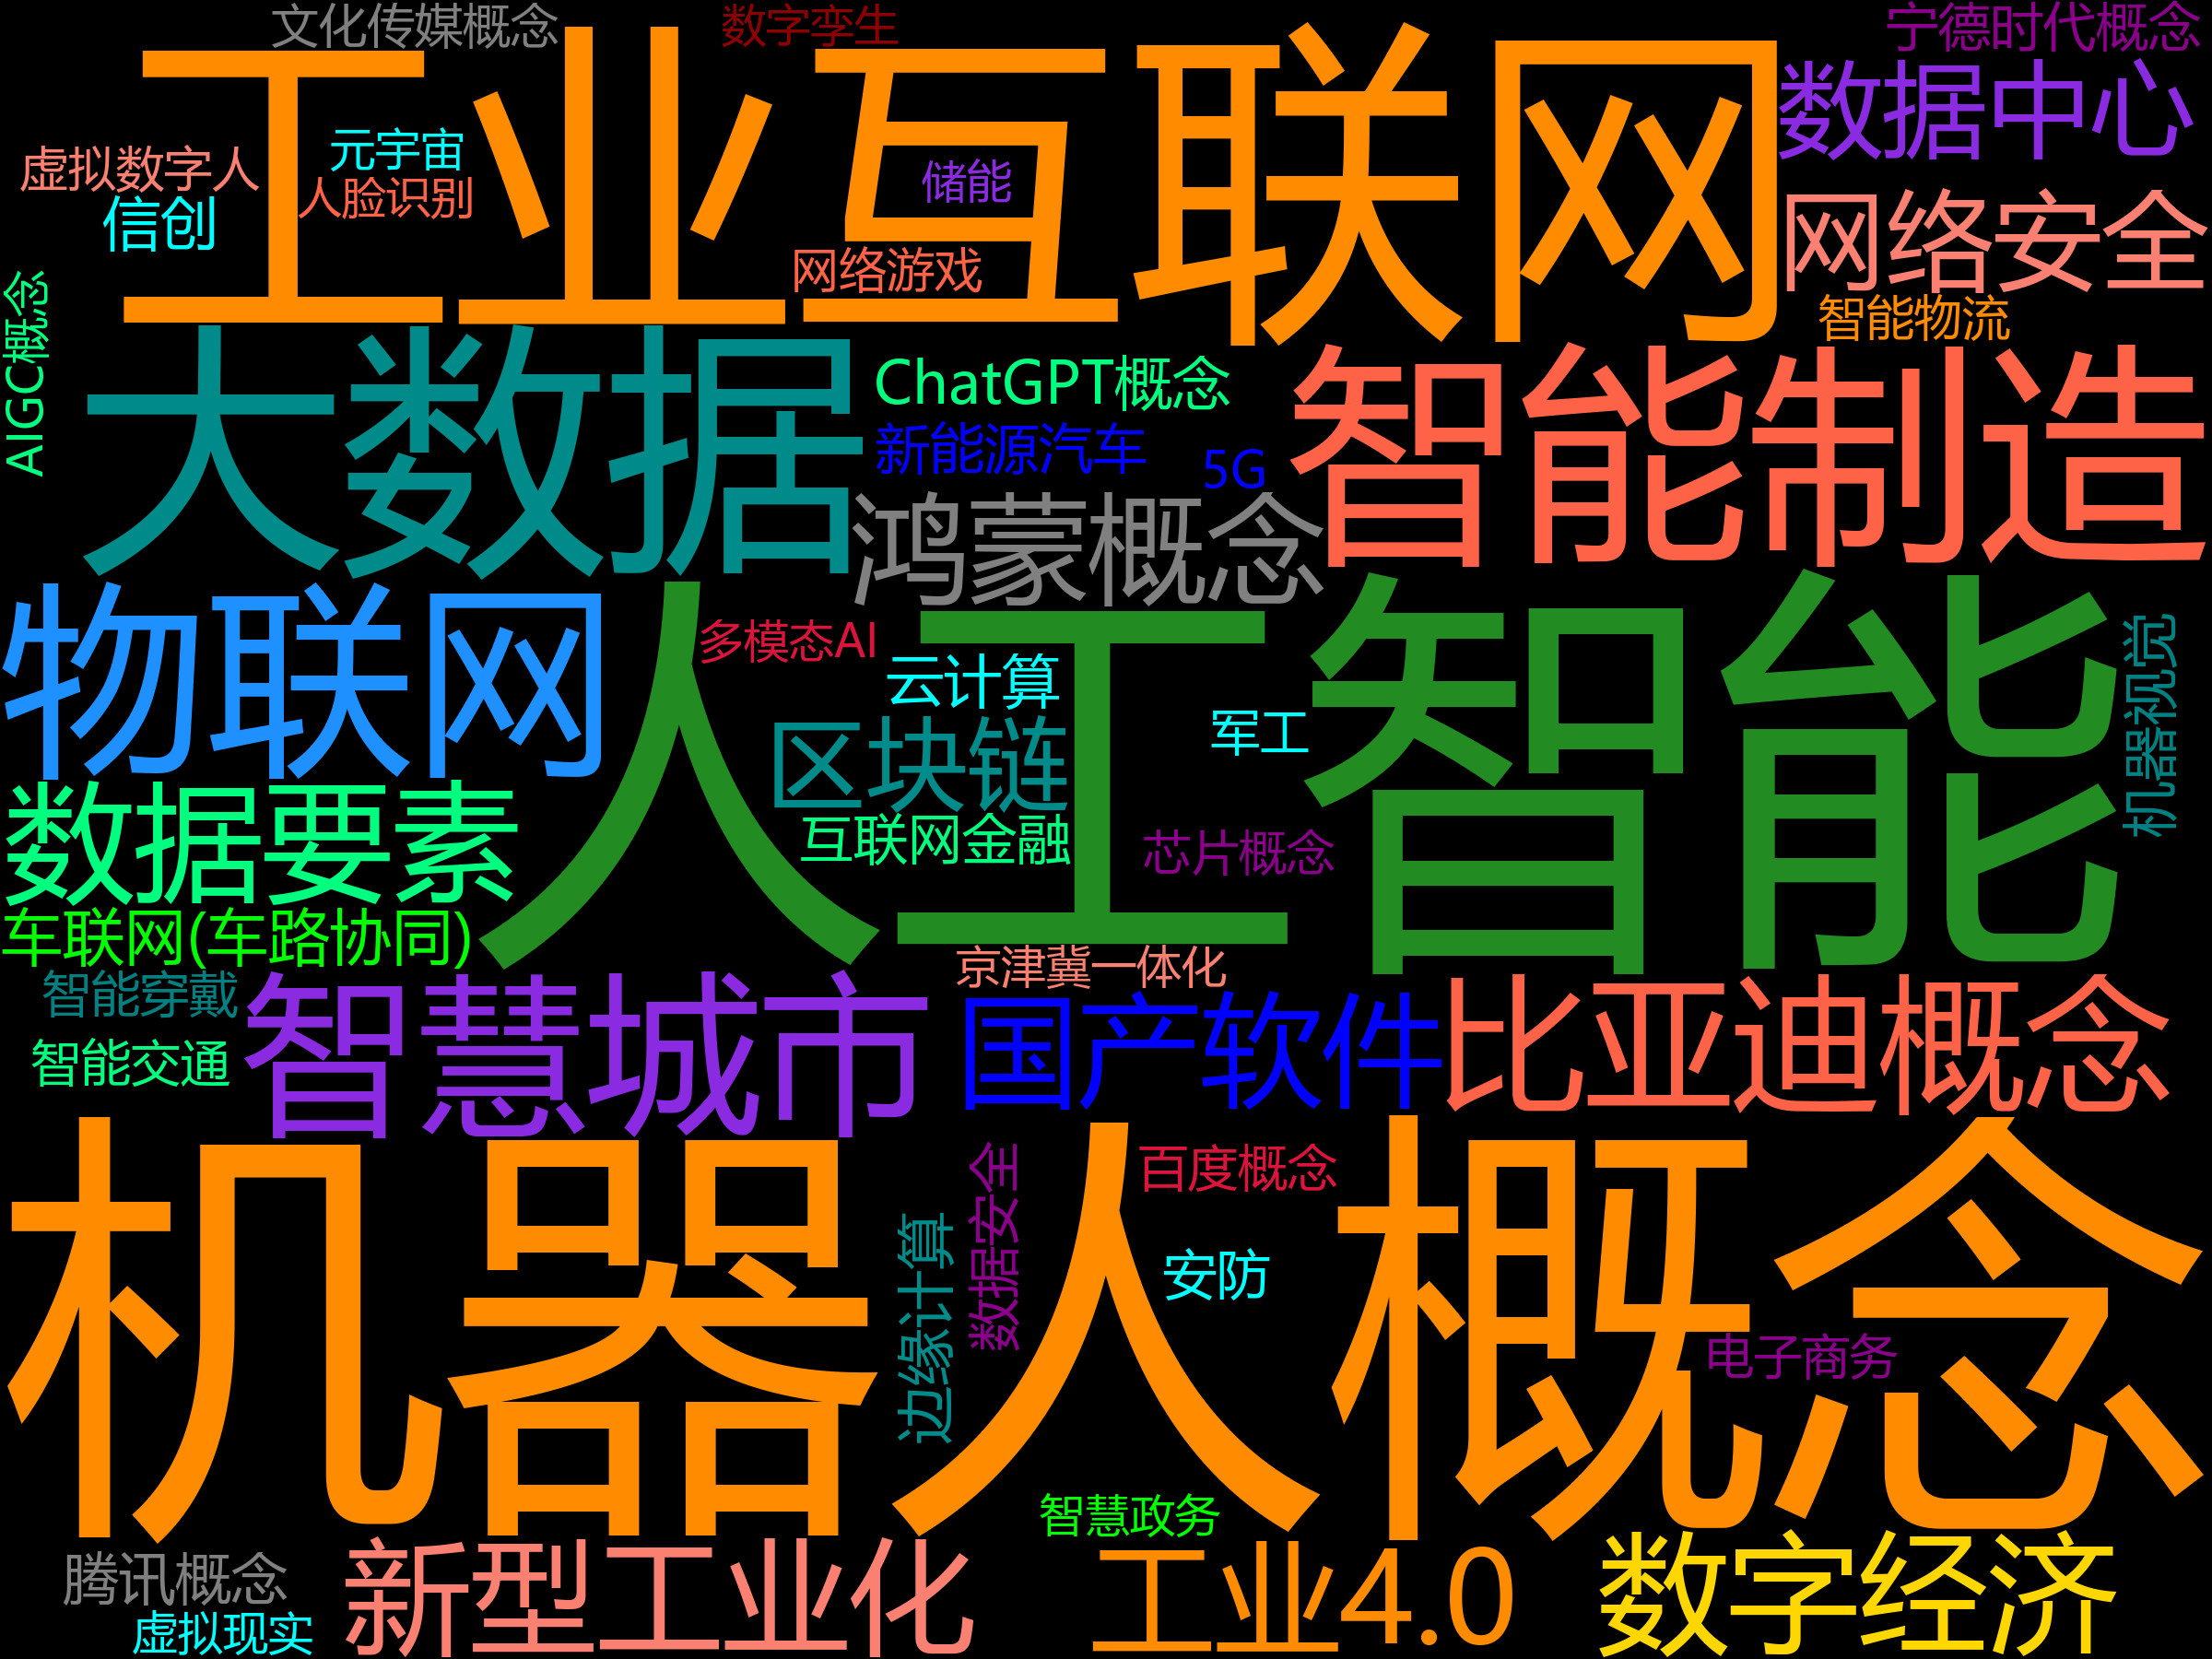 文化传媒概念
数字孪生
宁德时代概念
工业互联网
数据中心
虚拟数字人
元宇宙
人脸识别
储能
信创
网络安全
网络游戏
智能物流
AIGC概念
大数据
ChatGPT概念
智能制造
新能源汽车
5G
鸿蒙概念
物联网
人工智能
多模态AI
云计算
军工
机器视觉
区块链
数据要素
互联网金融
芯片概念
车联网(车路协同)
京津冀一体化
智能穿戴
智慧城市
国产软件
比亚迪概念
智能交通
机器人概念
百度概念
数据安全
边缘计算
安防
电子商务
智慧政务
腾讯概念
新型工业化
工业4.0
数字经济
虚拟现实